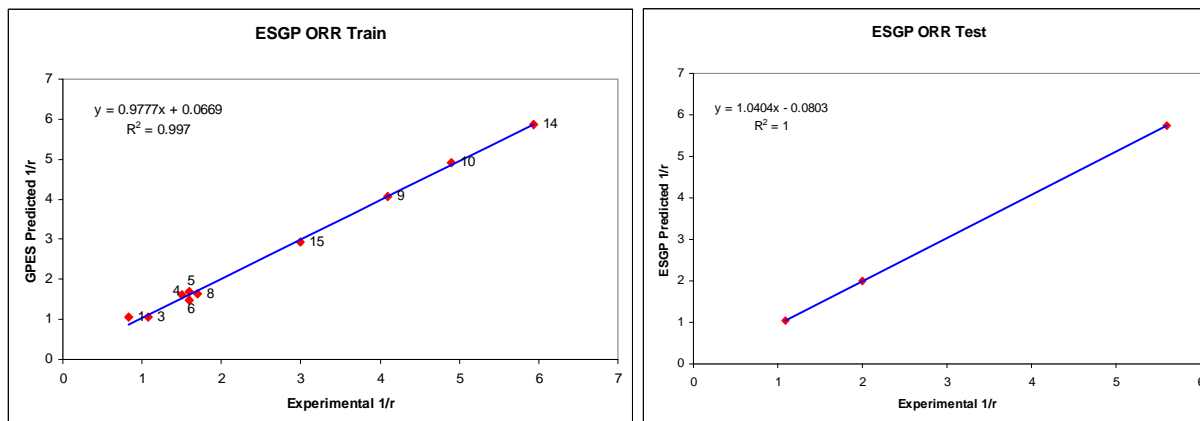 ESGP ORR Train
y = 0.9777x + 0.0669
R² = 0.997
GPES Predicted 1/r
7
6
5
4
3
2
1
0
14
10
9
15
5
4
8
6
1
3
0 1 2 3 4 5 6 7
Experimental 1/r
ESGP ORR Test
y = 1.0404x - 0.0803
R² = 1
ESGP Predicted 1/r
7
6
5
4
3
2
1
0
0 1 2 3 4 5 6
Experimental 1/r